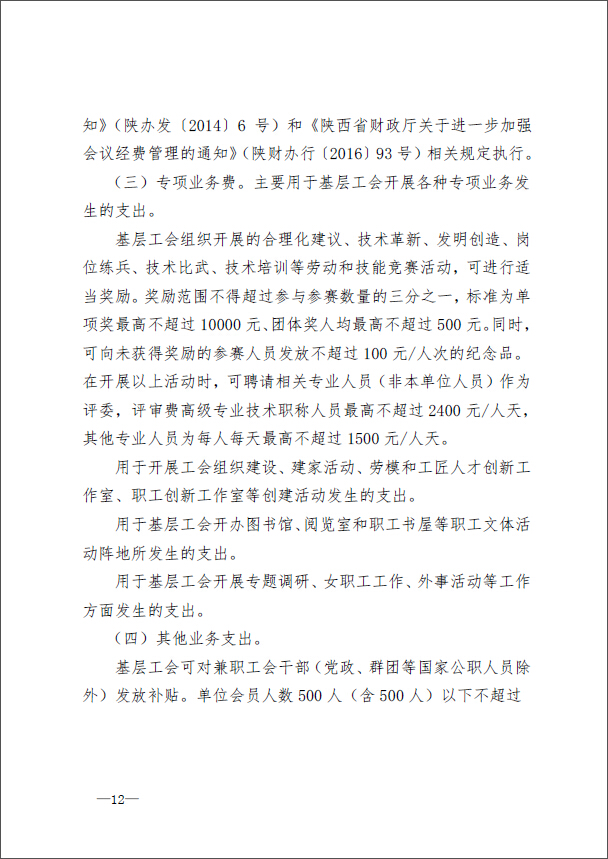 知》（陕办发〔2014〕6 号）和《陕西省财政厅关于进一步加强
会议经费管理的通知》（陕财办行〔2016〕93 号）相关规定执行。
（三）专项业务费。主要用于基层工会开展各种专项业务发
生的支出。
基层工会组织开展的合理化建议、技术革新、发明创造、岗
位练兵、技术比武、技术培训等劳动和技能竞赛活动，可进行适
当奖励。奖励范围不得超过参与参赛数量的三分之一，标准为单
项奖最高不超过 10000 元、团体奖人均最高不超过 500 元。同时，
可向未获得奖励的参赛人员发放不超过 100 元/人次的纪念品。
在开展以上活动时，可聘请相关专业人员（非本单位人员）作为
评委，评审费高级专业技术职称人员最高不超过 2400 元/人天，
其他专业人员为每人每天最高不超过 1500 元/人天。
用于开展工会组织建设、建家活动、劳模和工匠人才创新工
作室、职工创新工作室等创建活动发生的支出。
用于基层工会开办图书馆、阅览室和职工书屋等职工文体活
动阵地所发生的支出。
用于基层工会开展专题调研、女职工工作、外事活动等工作
方面发生的支出。
（四）其他业务支出。
基层工会可对兼职工会干部（党政、群团等国家公职人员除
外）发放补贴。单位会员人数 500 人（含 500 人）以下不超过
—12—